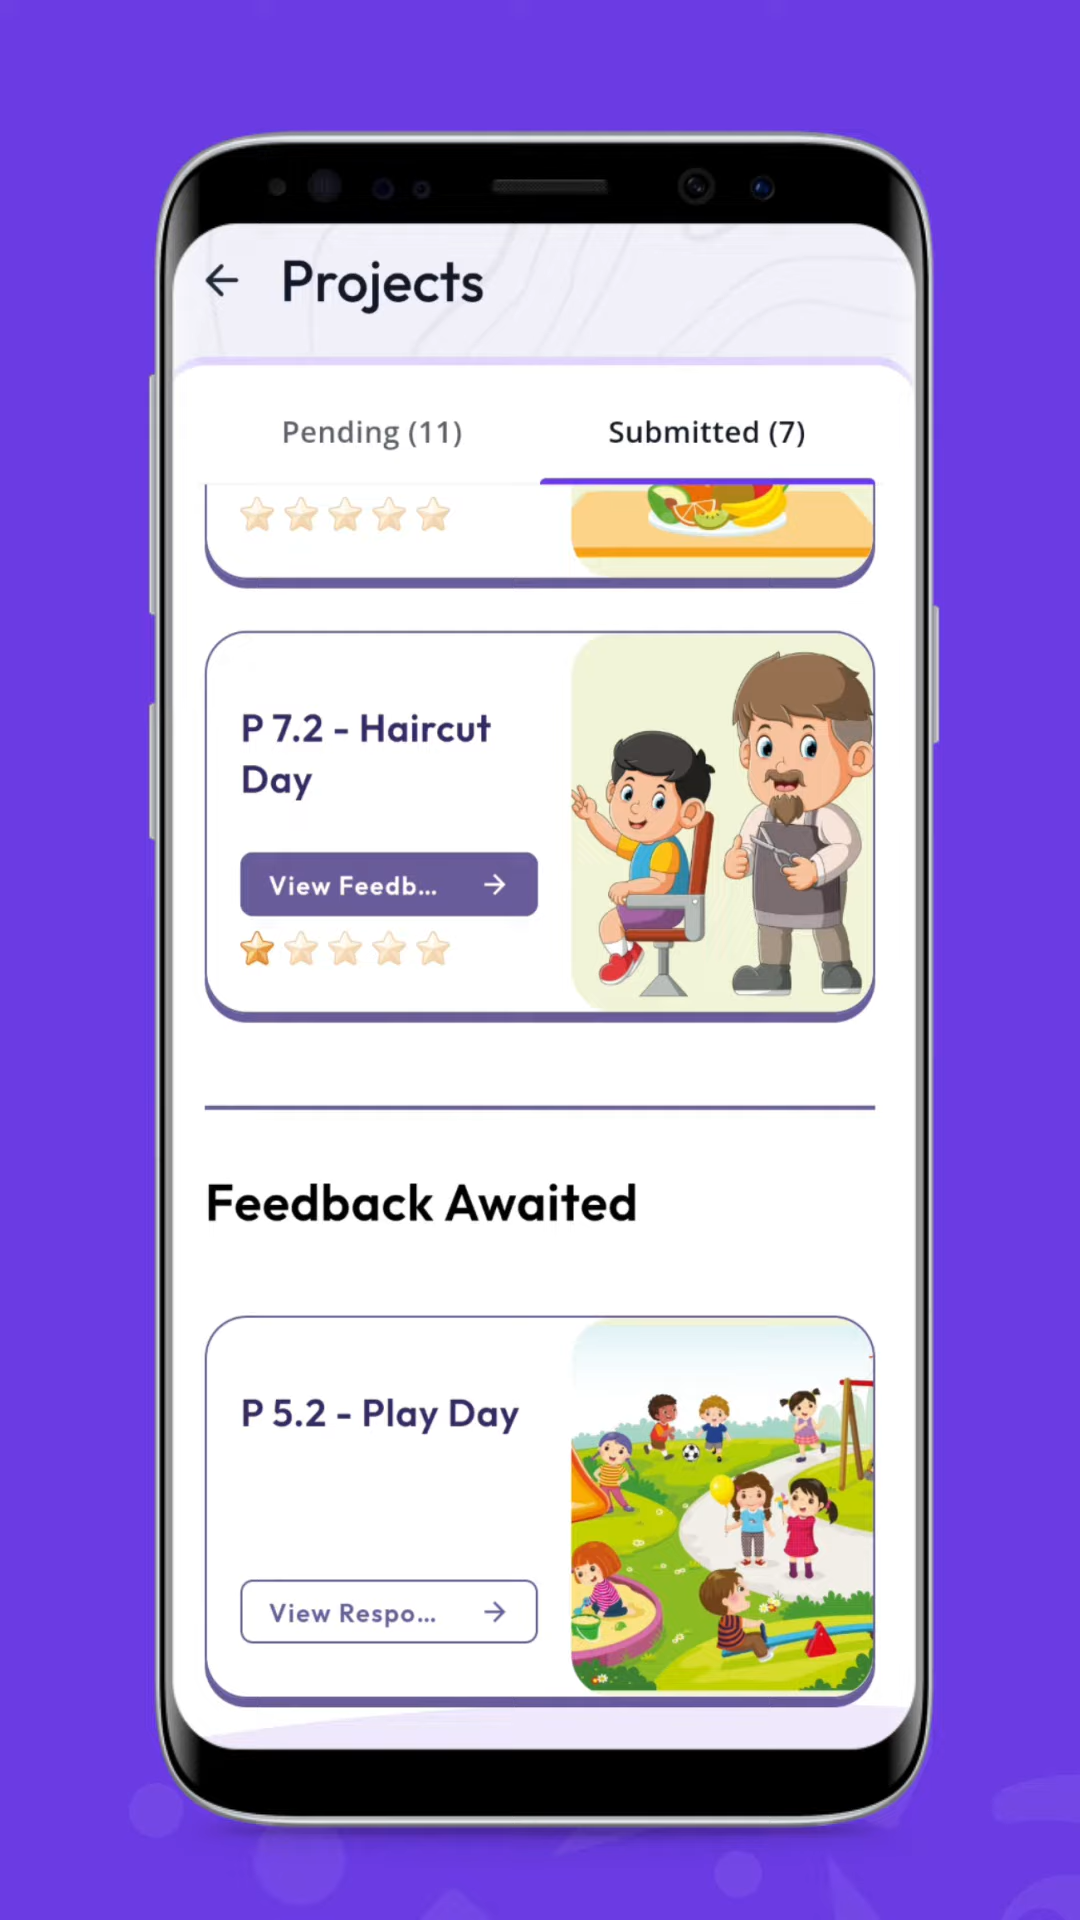 Projects
Pending (11)
Submitted (7)
P 7.2 - Haircut
Day
View Feedb...
Feedback Awaited
P 5.2 - Play Day
View Respo...